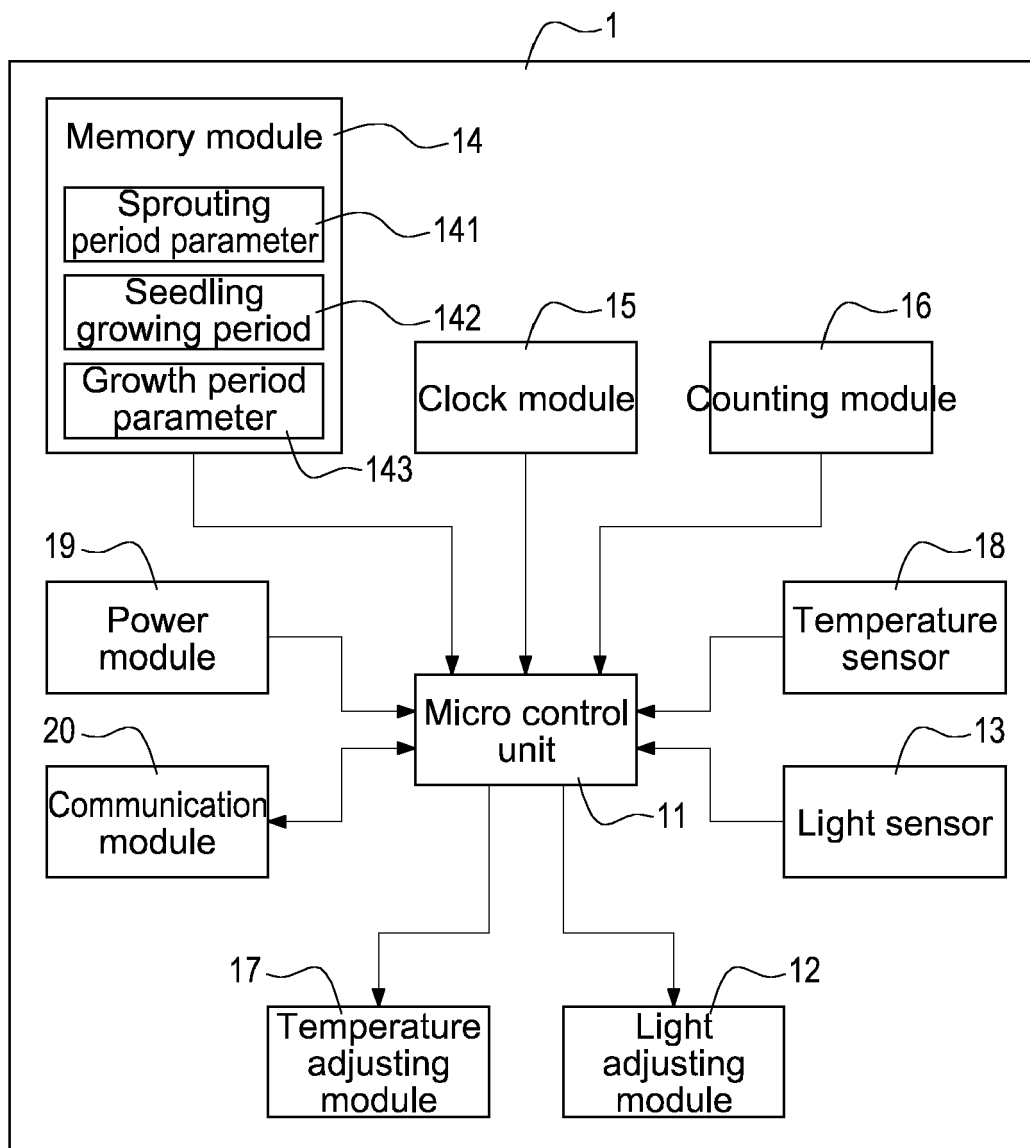 1
Memory module
14
Sprouting
period parameter
141
Seedling
growing period
142
Growth period
parameter
143
15
Clock module
16
Counting module
19
Power
module
18
Temperature
sensor
Micro control
unit
11
20
Communication
module
13
Light sensor
17
Temperature
adjusting
module
12
Light
adjusting
module